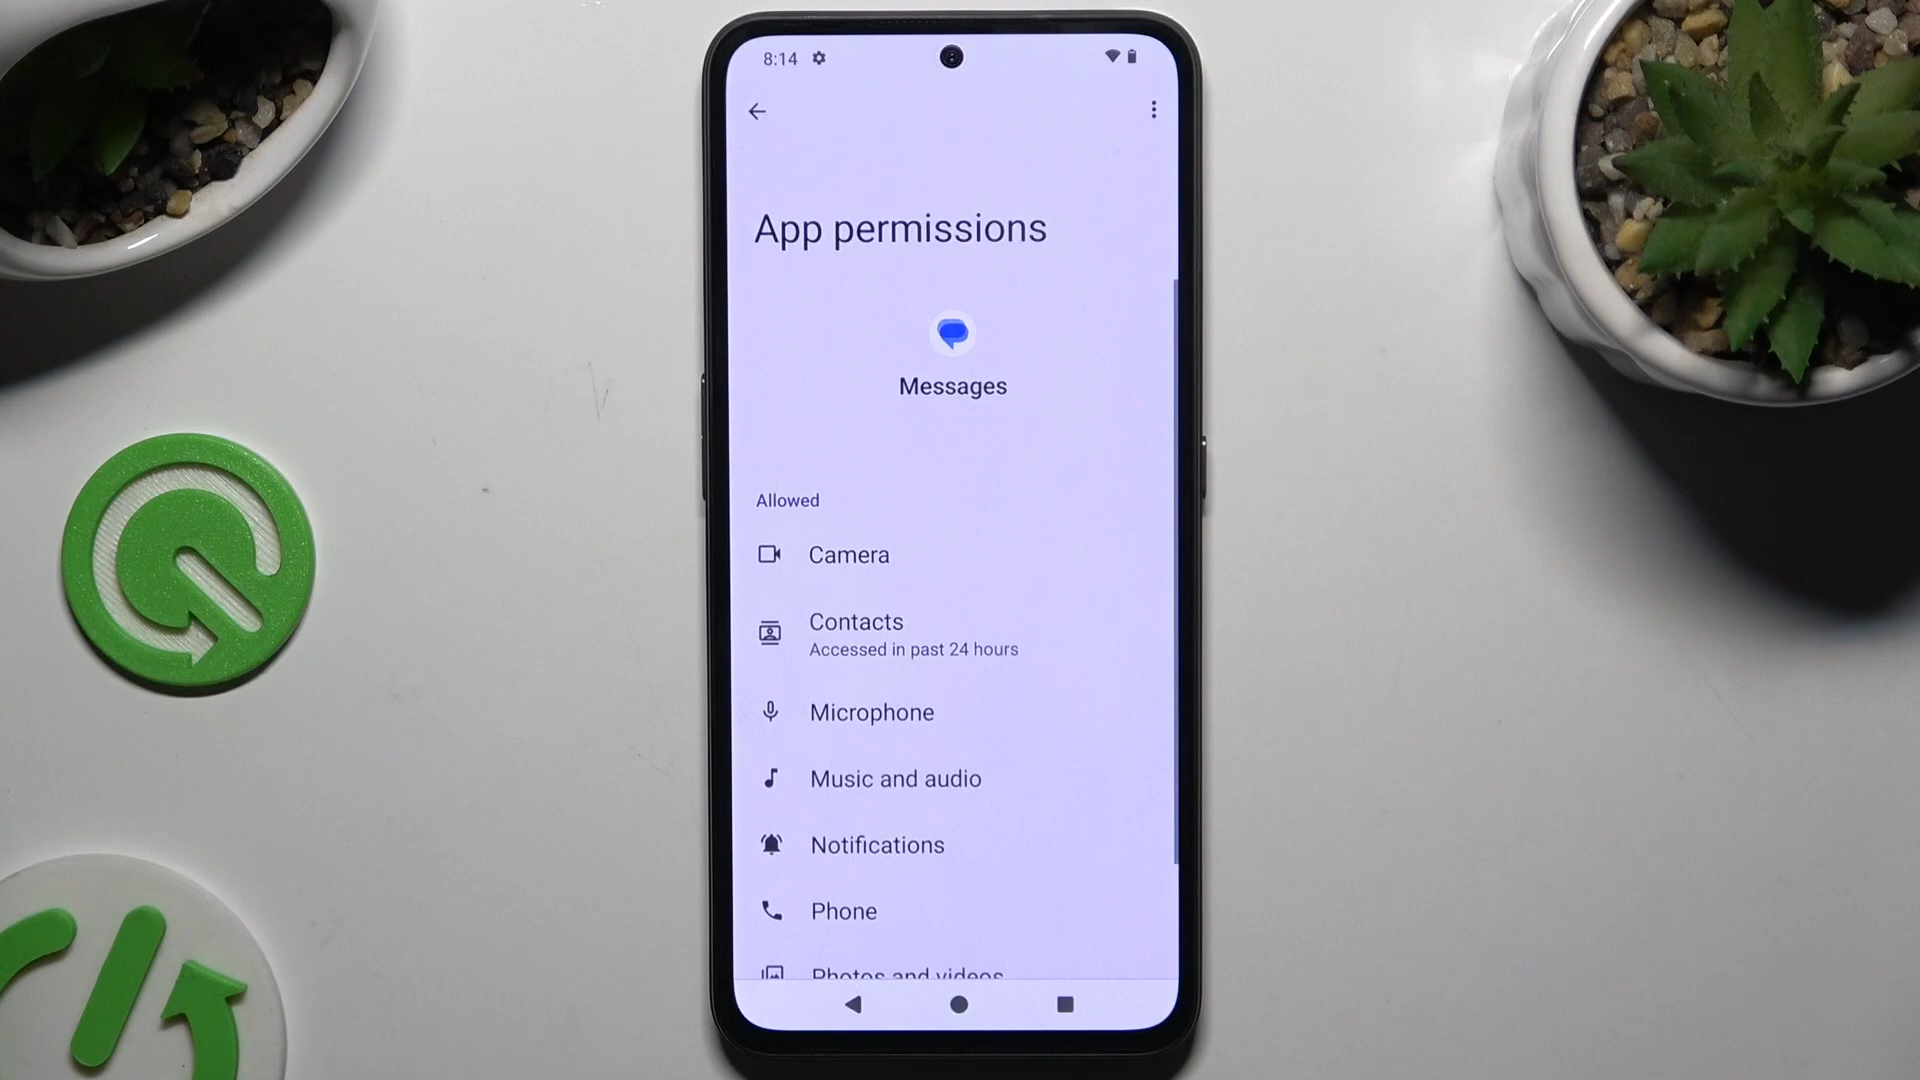 8:14
App permissions
Messages
Allowed
Camera
Contacts
Accessed in past 24 hours
Microphone
Music and audio
Notifications
Phone
Photos and videos